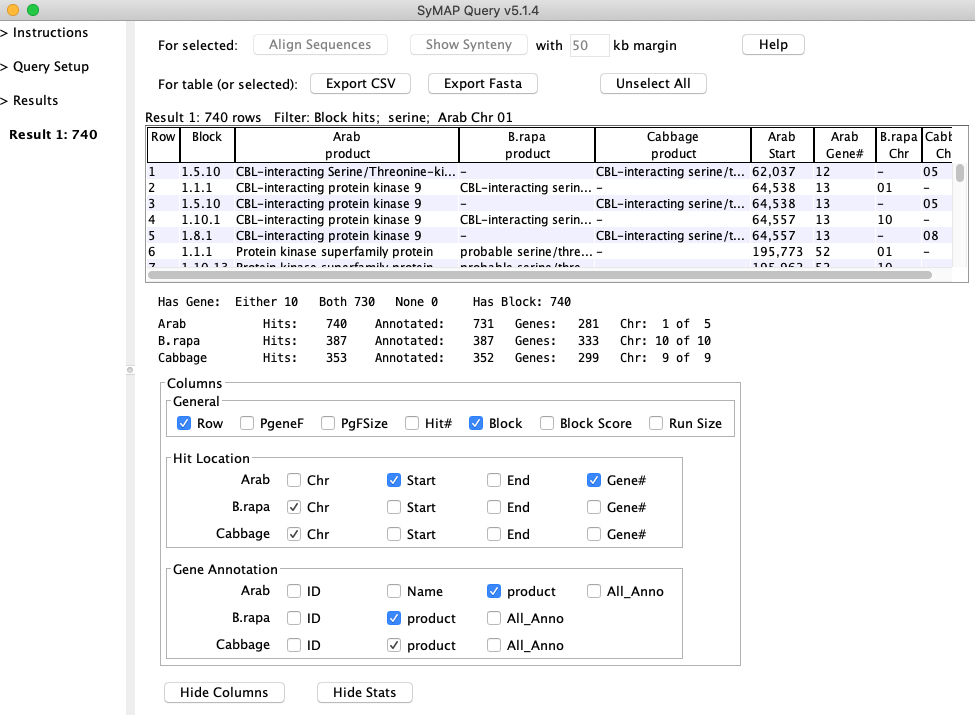 SyMAP Query v5.1.4
> Instructions
> Query Setup
> Results
Result 1: 740
For selected: Align Sequences Show Synteny with 50 kb margin Help
For table (or selected): Export CSV Export Fasta Unselect All
Result 1: 740 rows Filter: Block hits; serine; Arab Chr 01
Row Block Arab B.rapa Cabbage Arab Arab B.rapa Cabb
product product product Start Gene# Chr Ch
1 1.5.10 CBL-interacting Serine/Threonine-ki... - CBL-interacting serine/t... 62,037 12 - 05
2 1.1.1 CBL-interacting protein kinase 9 CBL-interacting serin... - 64,538 13 01 -
3 1.5.10 CBL-interacting protein kinase 9 - CBL-interacting serine/t... 64,538 13 - 05
4 1.10.1 CBL-interacting protein kinase 9 CBL-interacting serin... - 64,557 13 10 -
5 1.8.1 CBL-interacting protein kinase 9 - CBL-interacting serine/t... 64,557 13 - 08
6 1.1.1 Protein kinase superfamily protein probable serine/thre... - 195,773 52 01 -
Has Gene: Either 10 Both 730 None 0 Has Block: 740
Arab Hits: 740 Annotated: 731 Genes: 281 Chr: 1 of 5
B.rapa Hits: 387 Annotated: 387 Genes: 333 Chr: 10 of 10
Cabbage Hits: 353 Annotated: 352 Genes: 299 Chr: 9 of 9
Columns
General
Row PgeneF PgFSize Hit# Block Block Score Run Size
Hit Location
Arab Chr Start End Gene#
B.rapa Chr Start End Gene#
Cabbage Chr Start End Gene#
Gene Annotation
Arab ID Name product All_Anno
B.rapa ID product All_Anno
Cabbage ID product All_Anno
Hide Columns Hide Stats